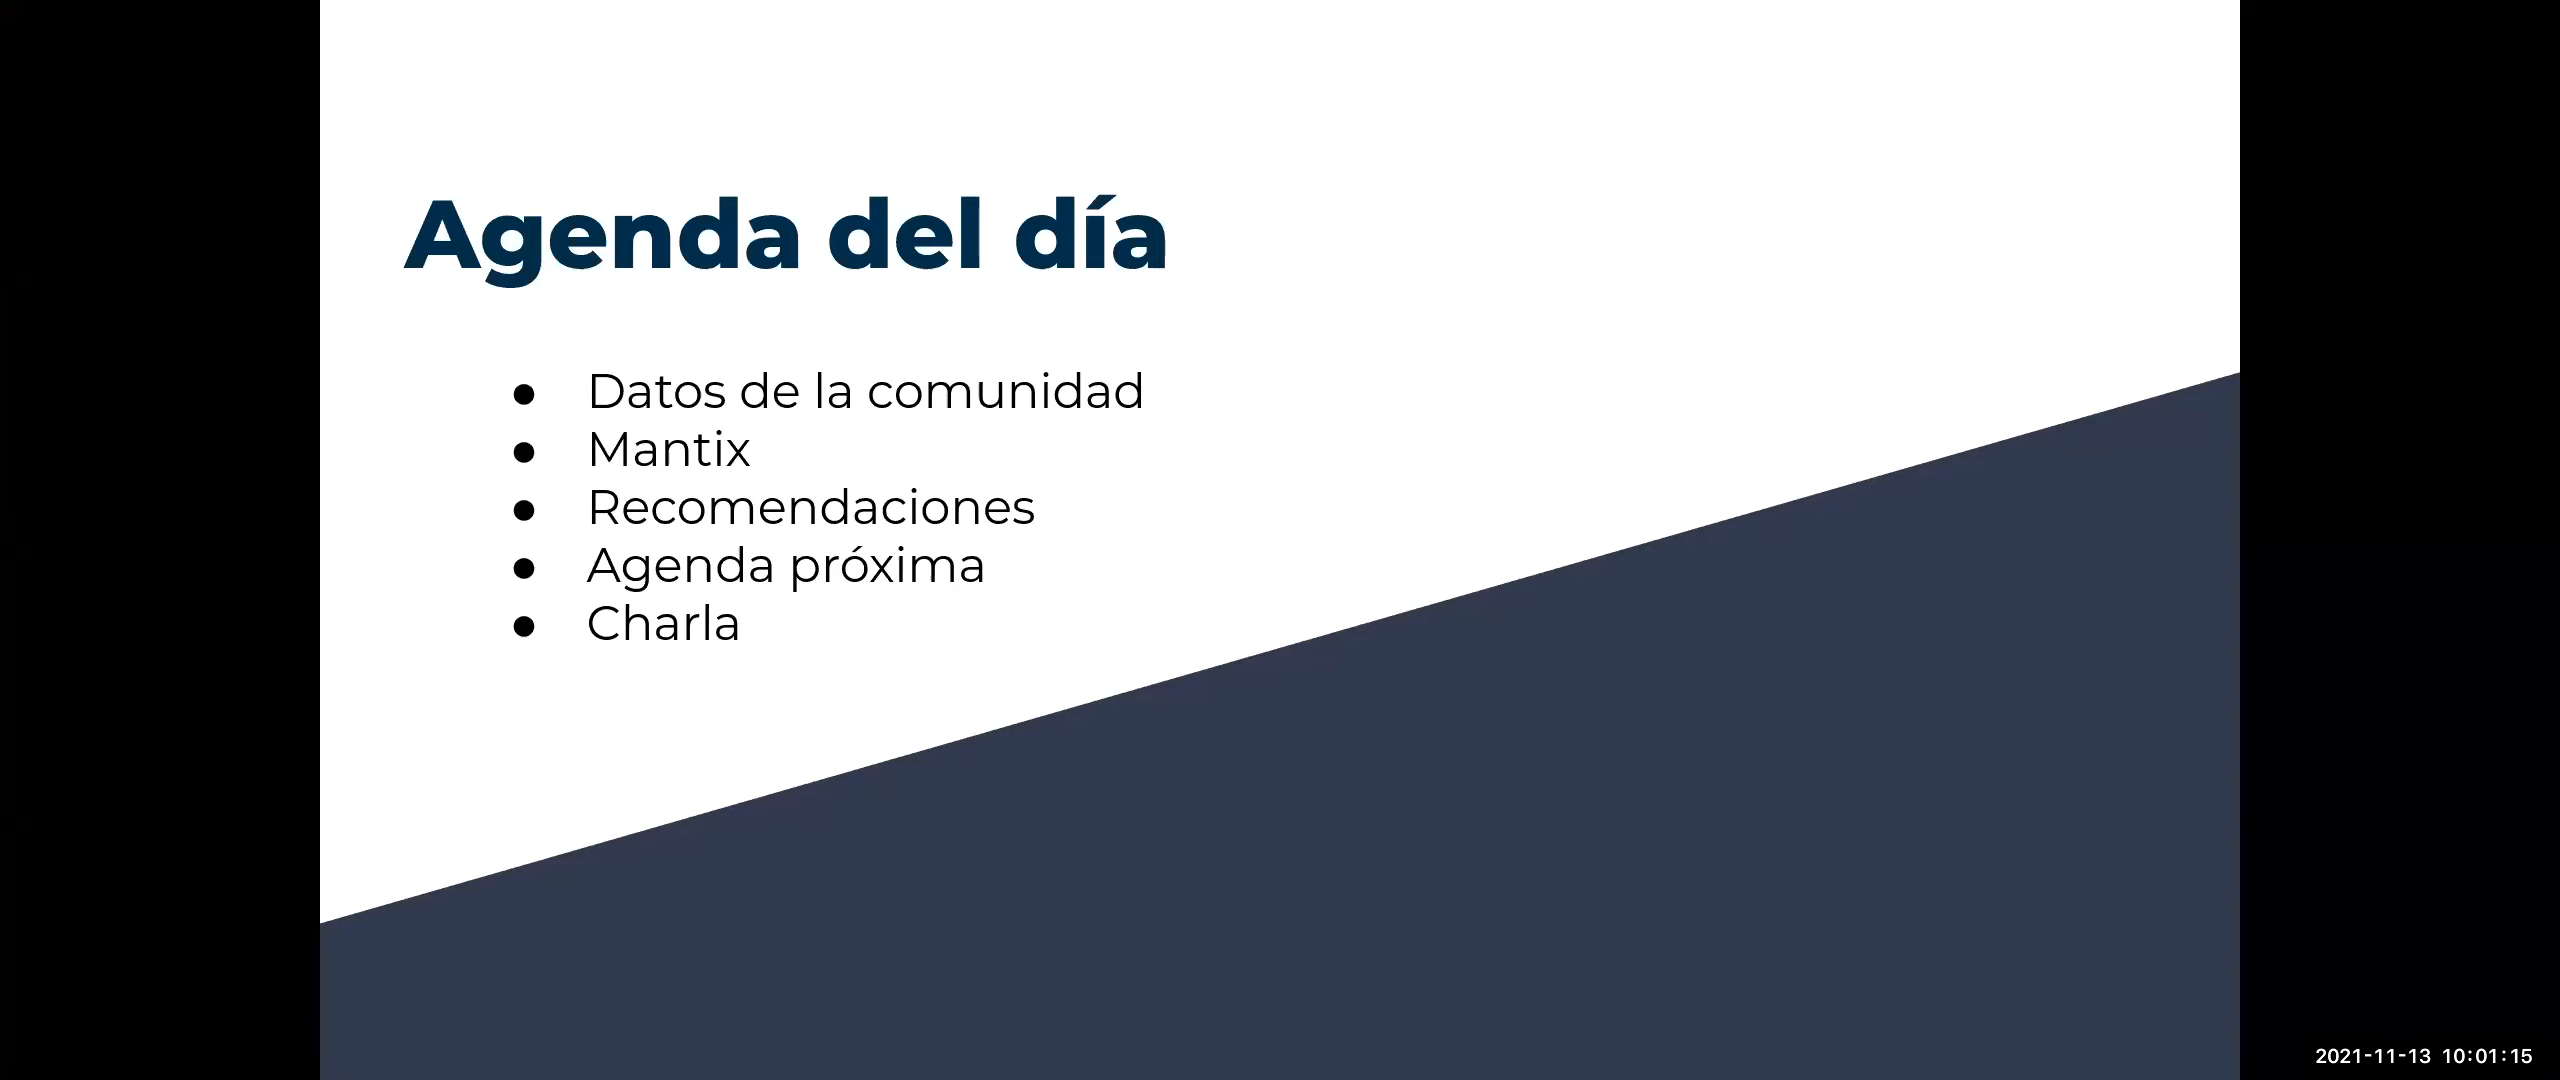 Agenda del día
● Datos de la comunidad
● Mantix
● Recomendaciones
● Agenda próxima
● Charla
2021-11-13 10:01:15